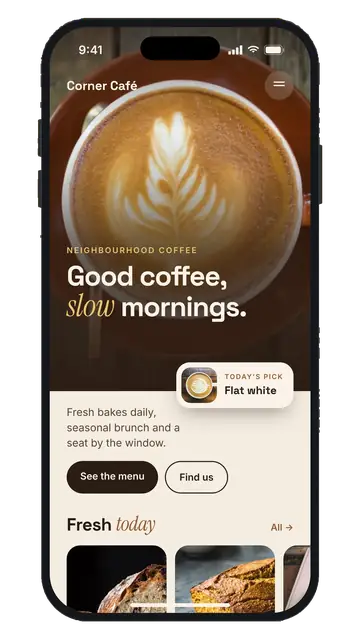 9:41
Corner Café
NEIGHBOURHOOD COFFEE
Good coffee,
slow mornings.
TODAY'S PICK
Flat white
Fresh bakes daily,
seasonal brunch and a
seat by the window.
See the menu
Find us
Fresh today
All →